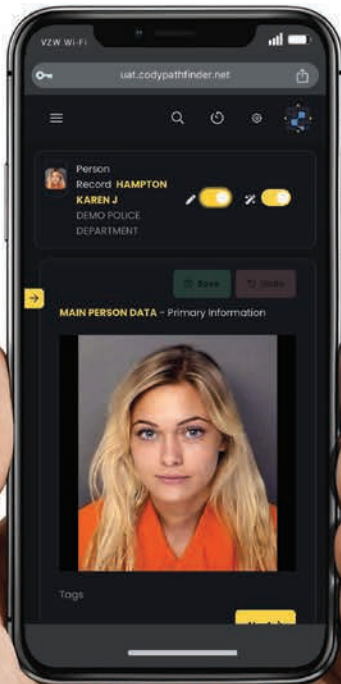 VZW Wi-Fi
uat.codypathfinder.net
Person
Record HAMPTON
KAREN J
DEMO POLICE
DEPARTMENT
Save
Undo
MAIN PERSON DATA - Primary Information
Tags